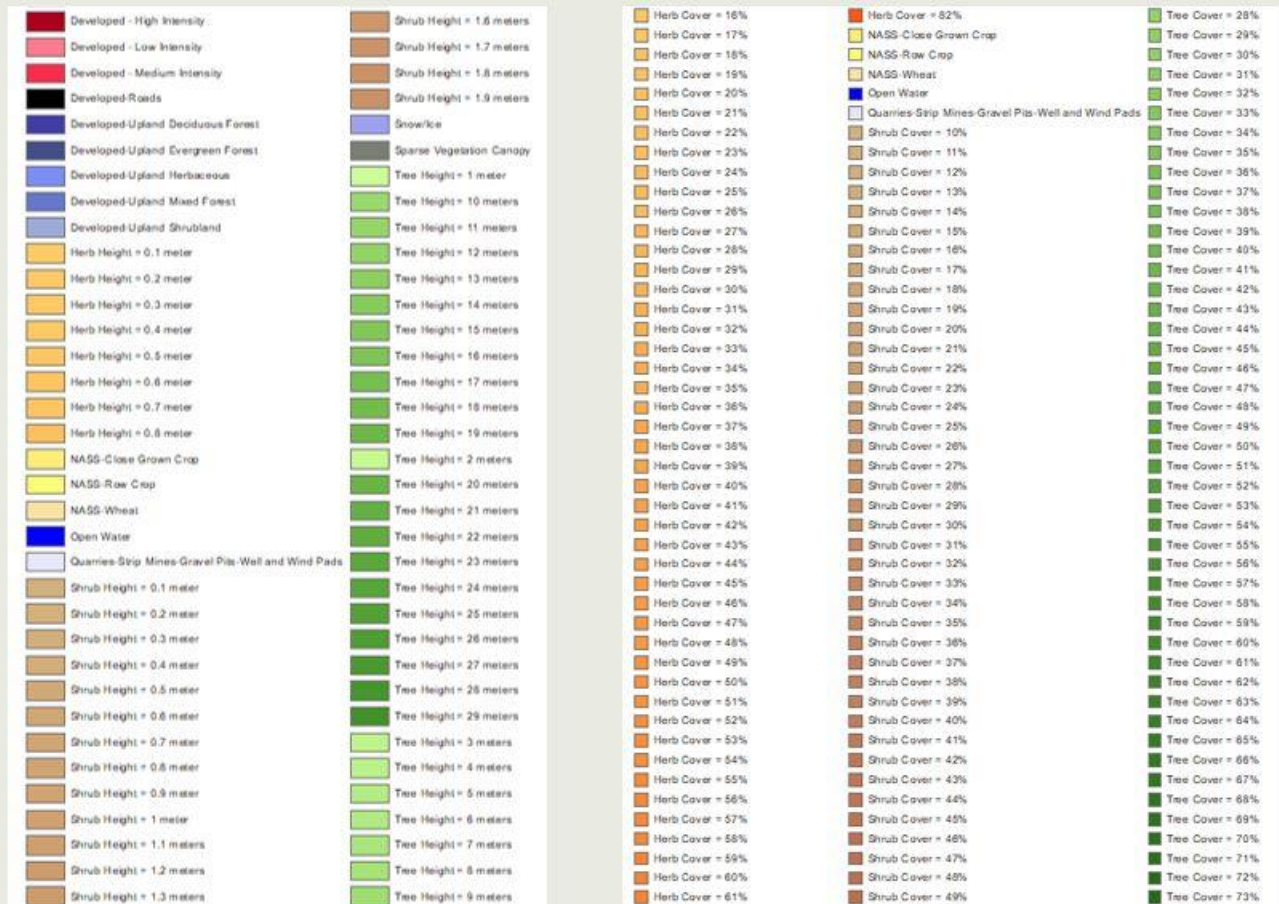 Developed - High Intensity
Developed - Low Intensity
Developed - Medium Intensity
Developed-Roads
Developed-Upland Deciduous Forest
Developed-Upland Evergreen Forest
Developed-Upland Herbaceous
Developed-Upland Mixed Forest
Developed-Upland Shrubland
Herb Height = 0.1 meter
Herb Height = 0.2 meter
Herb Height = 0.3 meter
Herb Height = 0.4 meter
Herb Height = 0.5 meter
Herb Height = 0.6 meter
Herb Height = 0.7 meter
Herb Height = 0.8 meter
NASS-Close Grown Crop
NASS-Row Crop
NASS-Wheat
Open Water
Quarries-Strip Mines-Gravel Pits-Well and Wind Pads
Shrub Height = 0.1 meter
Shrub Height = 0.2 meter
Shrub Height = 0.3 meter
Shrub Height = 0.4 meter
Shrub Height = 0.5 meter
Shrub Height = 0.6 meter
Shrub Height = 0.7 meter
Shrub Height = 0.8 meter
Shrub Height = 0.9 meter
Shrub Height = 1 meter
Shrub Height = 1.1 meters
Shrub Height = 1.2 meters
Shrub Height = 1.3 meters
Shrub Height = 1.6 meters
Shrub Height = 1.7 meters
Shrub Height = 1.8 meters
Shrub Height = 1.9 meters
Snow/Ice
Sparse Vegetation Canopy
Tree Height = 1 meter
Tree Height = 10 meters
Tree Height = 11 meters
Tree Height = 12 meters
Tree Height = 13 meters
Tree Height = 14 meters
Tree Height = 15 meters
Tree Height = 16 meters
Tree Height = 17 meters
Tree Height = 18 meters
Tree Height = 19 meters
Tree Height = 2 meters
Tree Height = 20 meters
Tree Height = 21 meters
Tree Height = 22 meters
Tree Height = 23 meters
Tree Height = 24 meters
Tree Height = 25 meters
Tree Height = 26 meters
Tree Height = 27 meters
Tree Height = 28 meters
Tree Height = 29 meters
Tree Height = 3 meters
Tree Height = 4 meters
Tree Height = 5 meters
Tree Height = 6 meters
Tree Height = 7 meters
Tree Height = 8 meters
Tree Height = 9 meters
Herb Cover = 16%
Herb Cover = 17%
Herb Cover = 18%
Herb Cover = 19%
Herb Cover = 20%
Herb Cover = 21%
Herb Cover = 22%
Herb Cover = 23%
Herb Cover = 24%
Herb Cover = 25%
Herb Cover = 26%
Herb Cover = 27%
Herb Cover = 28%
Herb Cover = 29%
Herb Cover = 30%
Herb Cover = 31%
Herb Cover = 32%
Herb Cover = 33%
Herb Cover = 34%
Herb Cover = 35%
Herb Cover = 36%
Herb Cover = 37%
Herb Cover = 38%
Herb Cover = 39%
Herb Cover = 40%
Herb Cover = 41%
Herb Cover = 42%
Herb Cover = 43%
Herb Cover = 44%
Herb Cover = 45%
Herb Cover = 46%
Herb Cover = 47%
Herb Cover = 48%
Herb Cover = 49%
Herb Cover = 50%
Herb Cover = 51%
Herb Cover = 52%
Herb Cover = 53%
Herb Cover = 54%
Herb Cover = 55%
Herb Cover = 56%
Herb Cover = 57%
Herb Cover = 58%
Herb Cover = 59%
Herb Cover = 60%
Herb Cover = 61%
Herb Cover = 82%
NASS-Close Grown Crop
NASS-Row Crop
NASS-Wheat
Open Water
Quarries-Strip Mines-Gravel Pits-Well and Wind Pads
Shrub Cover = 10%
Shrub Cover = 11%
Shrub Cover = 12%
Shrub Cover = 13%
Shrub Cover = 14%
Shrub Cover = 15%
Shrub Cover = 16%
Shrub Cover = 17%
Shrub Cover = 18%
Shrub Cover = 19%
Shrub Cover = 20%
Shrub Cover = 21%
Shrub Cover = 22%
Shrub Cover = 23%
Shrub Cover = 24%
Shrub Cover = 25%
Shrub Cover = 26%
Shrub Cover = 27%
Shrub Cover = 28%
Shrub Cover = 29%
Shrub Cover = 30%
Shrub Cover = 31%
Shrub Cover = 32%
Shrub Cover = 33%
Shrub Cover = 34%
Shrub Cover = 35%
Shrub Cover = 36%
Shrub Cover = 37%
Shrub Cover = 38%
Shrub Cover = 39%
Shrub Cover = 40%
Shrub Cover = 41%
Shrub Cover = 42%
Shrub Cover = 43%
Shrub Cover = 44%
Shrub Cover = 45%
Shrub Cover = 46%
Shrub Cover = 47%
Shrub Cover = 48%
Shrub Cover = 49%
Tree Cover = 28%
Tree Cover = 29%
Tree Cover = 30%
Tree Cover = 31%
Tree Cover = 32%
Tree Cover = 33%
Tree Cover = 34%
Tree Cover = 35%
Tree Cover = 36%
Tree Cover = 37%
Tree Cover = 38%
Tree Cover = 39%
Tree Cover = 40%
Tree Cover = 41%
Tree Cover = 42%
Tree Cover = 43%
Tree Cover = 44%
Tree Cover = 45%
Tree Cover = 46%
Tree Cover = 47%
Tree Cover = 48%
Tree Cover = 49%
Tree Cover = 50%
Tree Cover = 51%
Tree Cover = 52%
Tree Cover = 53%
Tree Cover = 54%
Tree Cover = 55%
Tree Cover = 56%
Tree Cover = 57%
Tree Cover = 58%
Tree Cover = 59%
Tree Cover = 60%
Tree Cover = 61%
Tree Cover = 62%
Tree Cover = 63%
Tree Cover = 64%
Tree Cover = 65%
Tree Cover = 66%
Tree Cover = 67%
Tree Cover = 68%
Tree Cover = 69%
Tree Cover = 70%
Tree Cover = 71%
Tree Cover = 72%
Tree Cover = 73%